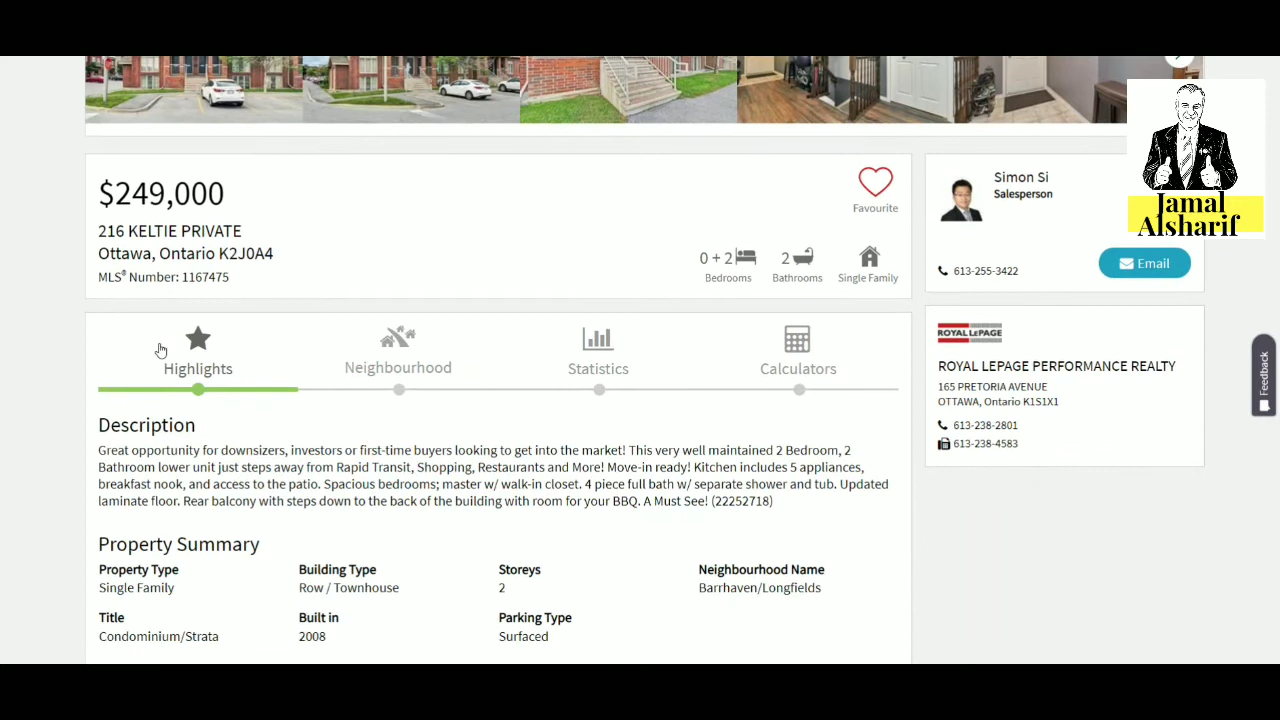 $249,000
216 KELTIE PRIVATE
Ottawa, Ontario K2J0A4
MLS® Number: 1167475
Favourite
0 + 2
Bedrooms
2
Bathrooms
Single Family
Simon Si
Salesperson
613-255-3422
Email
Jamal
Alsharif
Highlights
Neighbourhood
Statistics
Calculators
ROYAL LEPAGE
ROYAL LEPAGE PERFORMANCE REALTY
165 PRETORIA AVENUE
OTTAWA, Ontario K1S1X1
613-238-2801
613-238-4583
Feedback
Description
Great opportunity for downsizers, investors or first-time buyers looking to get into the market! This very well maintained 2 Bedroom, 2
Bathroom lower unit just steps away from Rapid Transit, Shopping, Restaurants and More! Move-in ready! Kitchen includes 5 appliances,
breakfast nook, and access to the patio. Spacious bedrooms; master w/ walk-in closet. 4 piece full bath w/ separate shower and tub. Updated
laminate floor. Rear balcony with steps down to the back of the building with room for your BBQ. A Must See! (22252718)
Property Summary
Property Type
Single Family
Building Type
Row / Townhouse
Storeys
2
Neighbourhood Name
Barrhaven/Longfields
Title
Condominium/Strata
Built in
2008
Parking Type
Surfaced